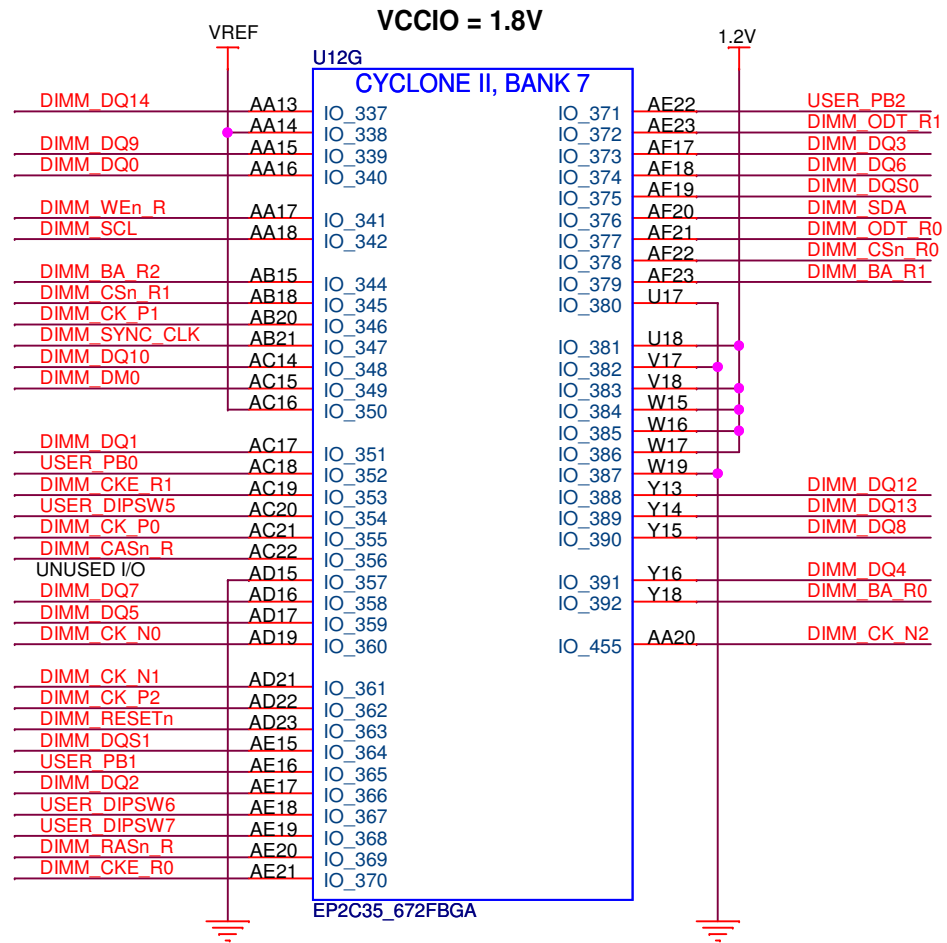 VCCIO = 1.8V
VREF
1.2V
U12G
CYCLONE II, BANK 7
DIMM_DQ14 AA13 IO_337 IO_371 AE22 USER_PB2
AA14 IO_338 IO_372 AE23 DIMM_ODT_R1
DIMM_DQ9 AA15 IO_339 IO_373 AF17 DIMM_DQ3
DIMM_DQ0 AA16 IO_340 IO_374 AF18 DIMM_DQ6
IO_375 AF19 DIMM_DQS0
DIMM_WEn_R AA17 IO_341 IO_376 AF20 DIMM_SDA
DIMM_SCL AA18 IO_342 IO_377 AF21 DIMM_ODT_R0
IO_378 AF22 DIMM_CSn_R0
DIMM_BA_R2 AB15 IO_344 IO_379 AF23 DIMM_BA_R1
DIMM_CSn_R1 AB18 IO_345 IO_380 U17
DIMM_CK_P1 AB20 IO_346
DIMM_SYNC_CLK AB21 IO_347 IO_381 U18
DIMM_DQ10 AC14 IO_348 IO_382 V17
DIMM_DM0 AC15 IO_349 IO_383 V18
AC16 IO_350 IO_384 W15
IO_385 W16
DIMM_DQ1 AC17 IO_351 IO_386 W17
USER_PB0 AC18 IO_352 IO_387 W19
DIMM_CKE_R1 AC19 IO_353 IO_388 Y13 DIMM_DQ12
USER_DIPSW5 AC20 IO_354 IO_389 Y14 DIMM_DQ13
DIMM_CK_P0 AC21 IO_355 IO_390 Y15 DIMM_DQ8
DIMM_CASn_R AC22 IO_356
UNUSED I/O AD15 IO_357 IO_391 Y16 DIMM_DQ4
DIMM_DQ7 AD16 IO_358 IO_392 Y18 DIMM_BA_R0
DIMM_DQ5 AD17 IO_359
DIMM_CK_N0 AD19 IO_360 IO_455 AA20 DIMM_CK_N2
DIMM_CK_N1 AD21 IO_361
DIMM_CK_P2 AD22 IO_362
DIMM_RESETn AD23 IO_363
DIMM_DQS1 AE15 IO_364
USER_PB1 AE16 IO_365
DIMM_DQ2 AE17 IO_366
USER_DIPSW6 AE18 IO_367
USER_DIPSW7 AE19 IO_368
DIMM_RASn_R AE20 IO_369
DIMM_CKE_R0 AE21 IO_370
EP2C35_672FBGA